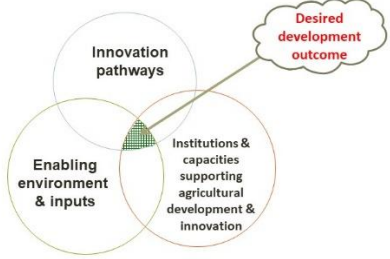 Desired
development
outcome
Innovation
pathways
Enabling
environment
& inputs
Institutions &
capacities
supporting
agricultural
development &
innovation